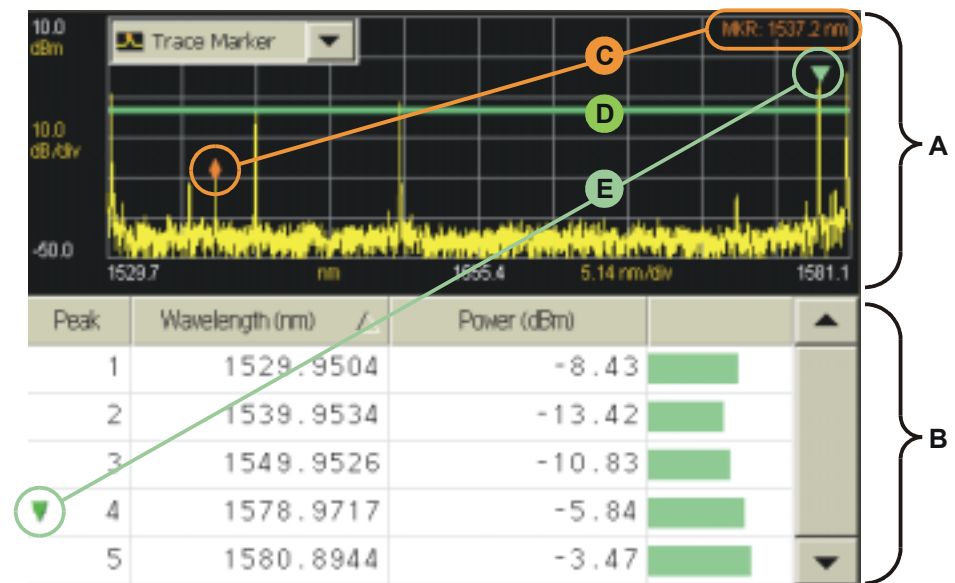 10.0
dBm
Trace Marker
MKR: 1537.2 nm
C
D
10.0
dB/div
A
E
-50.0
1529.7 nm 1555.4 5.14 nm/div 1581.1
Peak Wavelength (nm) Power (dBm)
1 1529.9504 -8.43
2 1539.9534 -13.42
B
3 1549.9526 -10.83
4 1578.9717 -5.84
5 1580.8944 -3.47